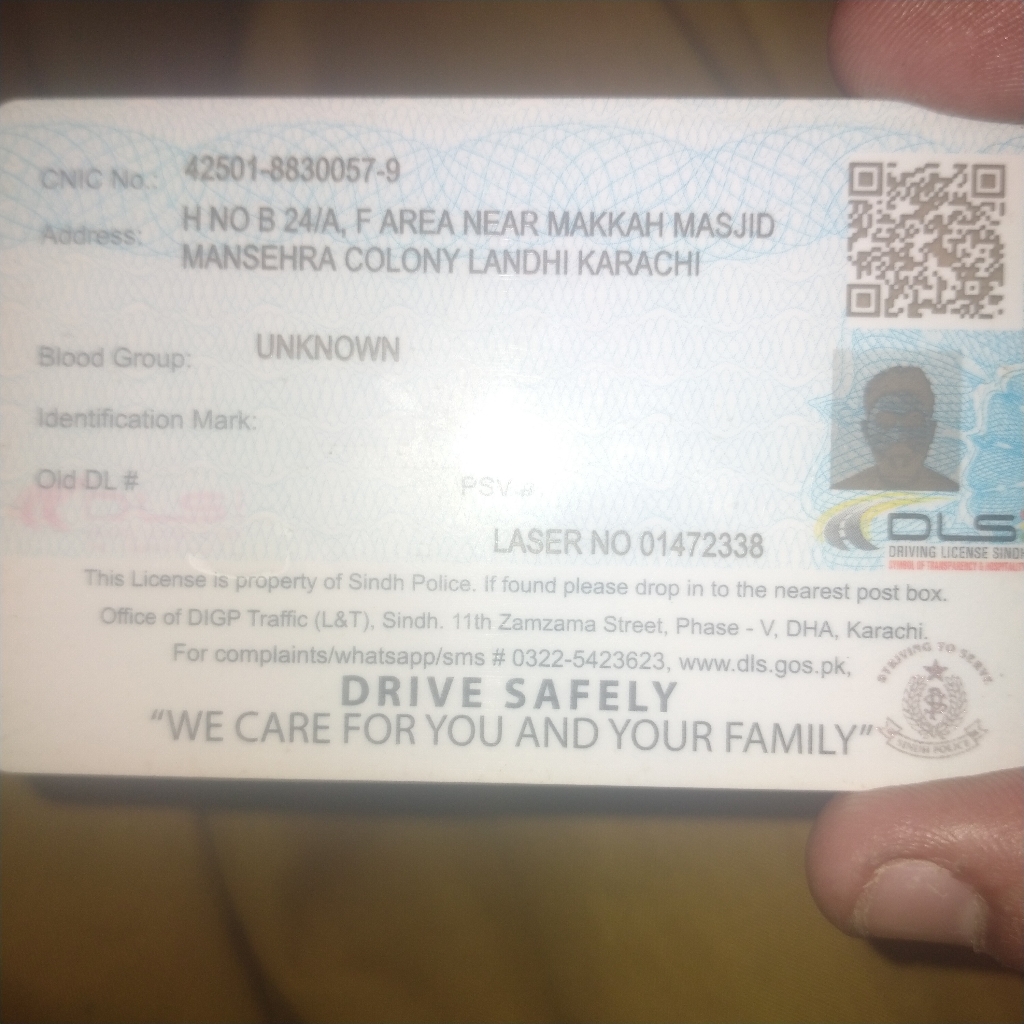 CNIC No.: 42501-8830057-9
Address: H NO B 24/A, F AREA NEAR MAKKAH MASJID
MANSEHRA COLONY LANDHI KARACHI
Blood Group: UNKNOWN
Identification Mark:
Old DL #
PSV #
LASER NO 01472338
DLS
DRIVING LICENSE SINDH
SYMBOL OF TRANSPARENCY & HOSPITALITY
This License is property of Sindh Police. If found please drop in to the nearest post box.
Office of DIGP Traffic (L&T), Sindh. 11th Zamzama Street, Phase - V, DHA, Karachi.
For complaints/whatsapp/sms # 0322-5423623, www.dls.gos.pk,
STRIVING TO SERVE
SINDH POLICE
DRIVE SAFELY
“WE CARE FOR YOU AND YOUR FAMILY”